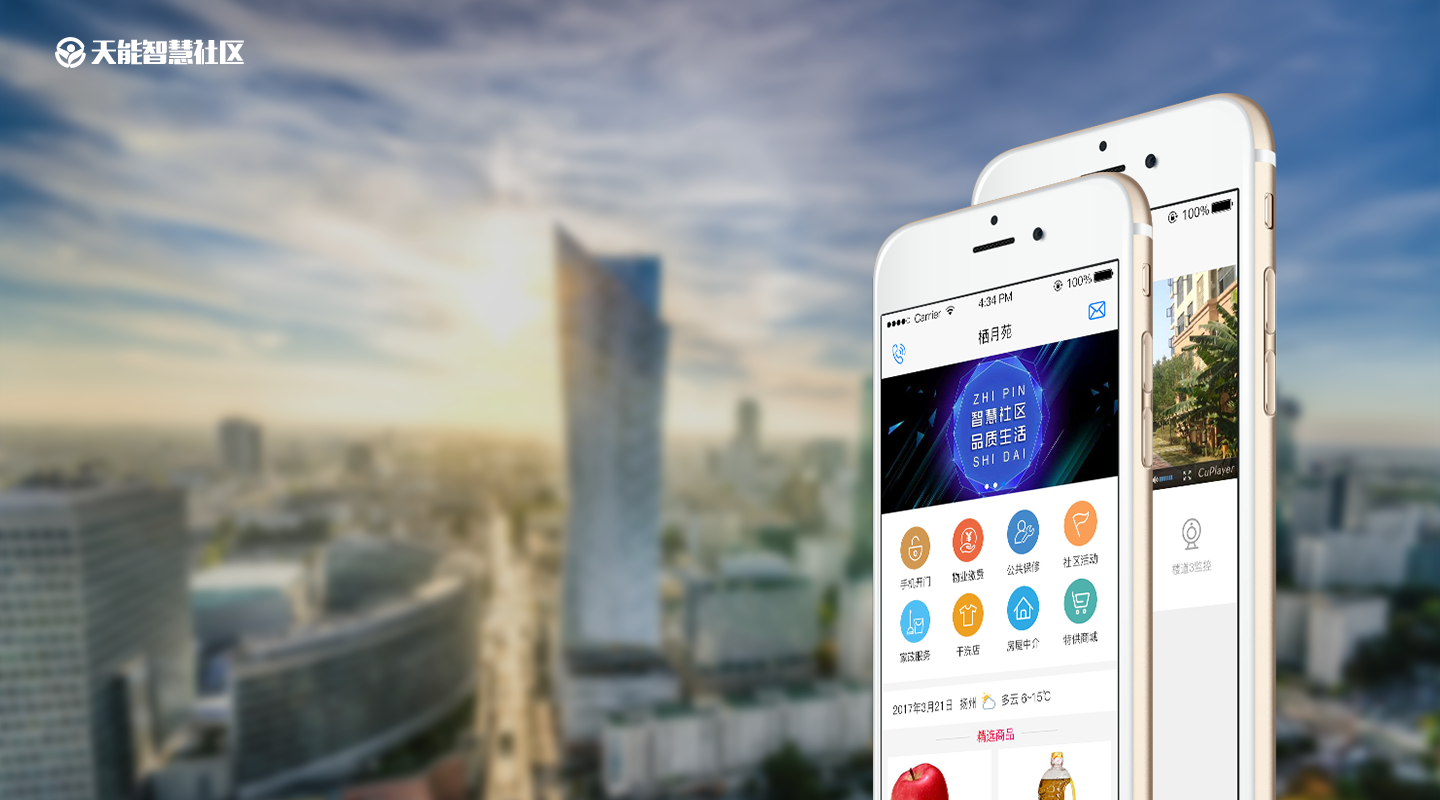 天能智慧社区
100%
Carrier
4:34 PM
100%
栖月苑
ZHI PIN
智慧社区
品质生活
SHI DAI
CuPlayer
手机开门
物业缴费
公共保修
社区活动
楼道3监控
家政服务
干洗店
房屋中介
特供商城
2017年3月21日 扬州 多云 6~15℃
精选商品